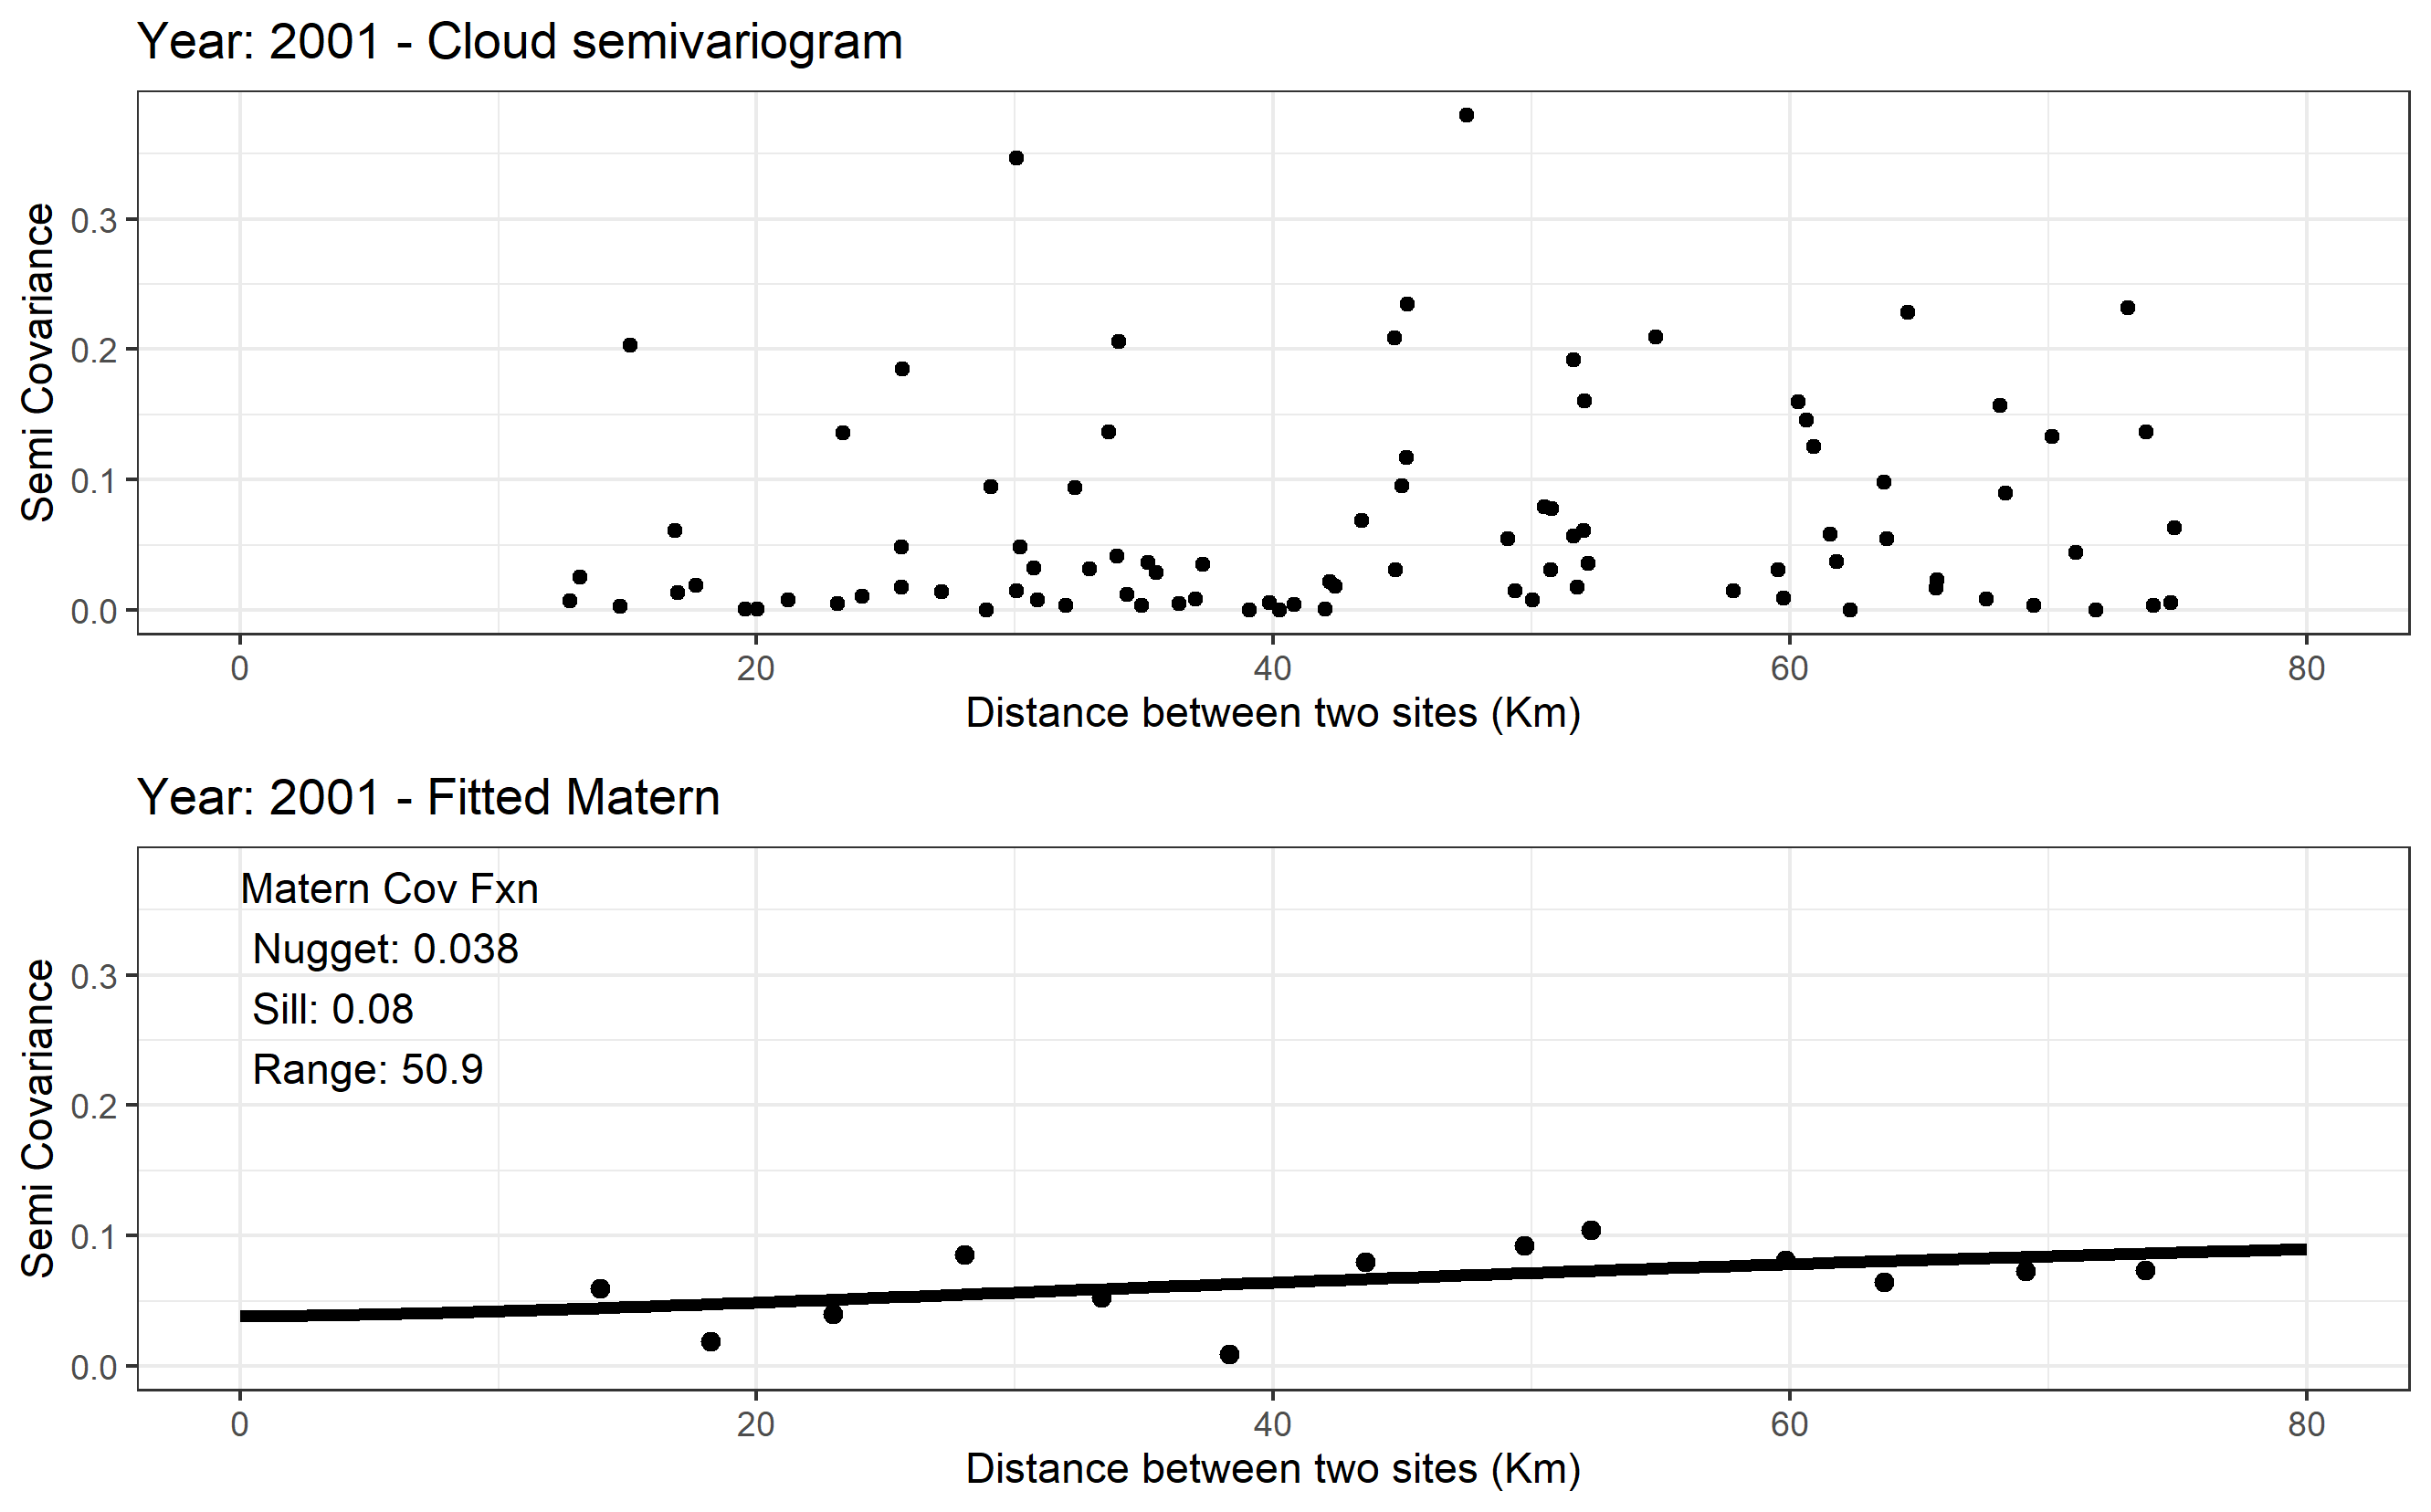 Year: 2001 - Cloud semivariogram
Semi Covariance
0.3
0.2
0.1
0.0
0 20 40 60 80
Distance between two sites (Km)
Year: 2001 - Fitted Matern
Semi Covariance
Matern Cov Fxn
Nugget: 0.038
Sill: 0.08
Range: 50.9
0.3
0.2
0.1
0.0
0 20 40 60 80
Distance between two sites (Km)